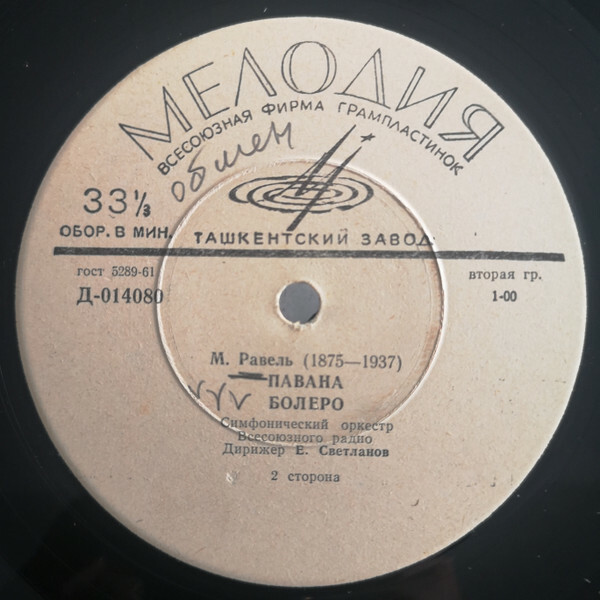 МЕЛОДИЯ
ВСЕСОЮЗНАЯ ФИРМА ГРАМПЛАСТИНОК
обмен
33⅓
ОБОР. В МИН.
ТАШКЕНТСКИЙ ЗАВОД
гост 5289-61
Д-014080
вторая гр.
1-00
М. Равель (1875—1937)
ПАВАНА
БОЛЕРО
Симфонический оркестр
Всесоюзного радио
Дирижер Е. Светланов
2 сторона